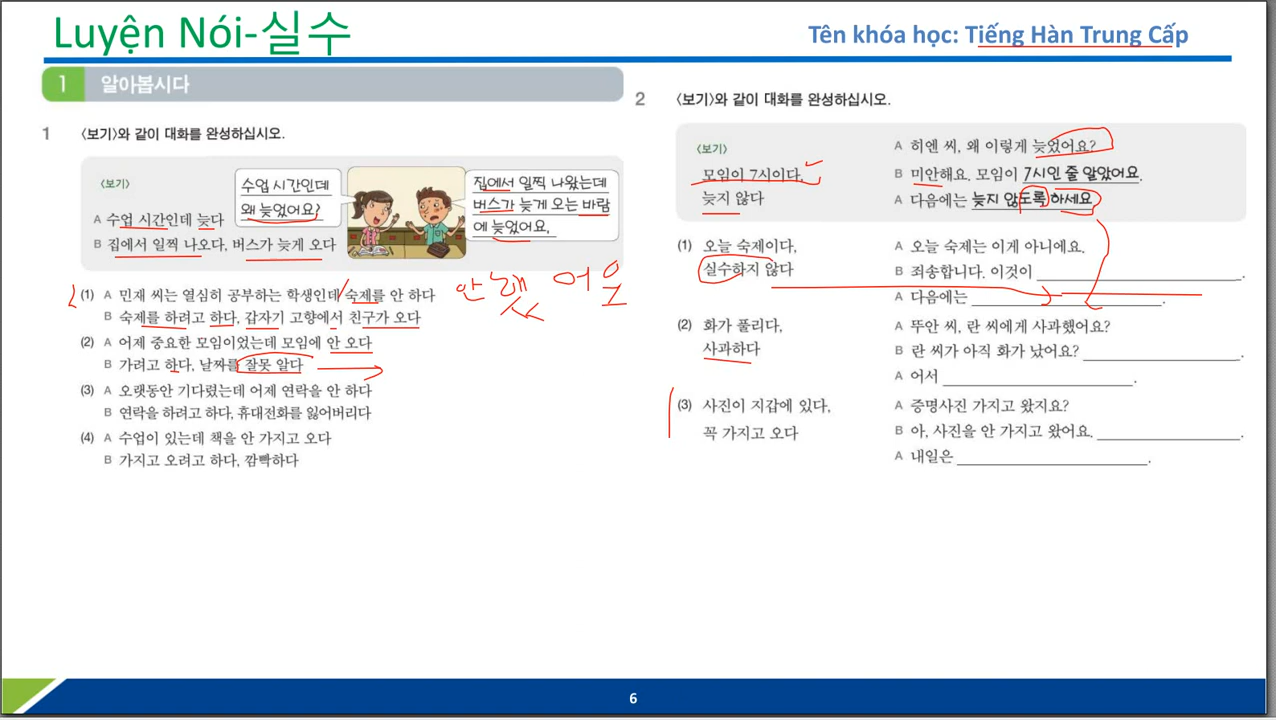 Luyện Nói-실수
Tên khóa học: Tiếng Hàn Trung Cấp
1 알아봅시다
1 〈보기〉와 같이 대화를 완성하십시오.
〈보기〉
A 수업 시간인데 늦다
B 집에서 일찍 나오다, 버스가 늦게 오다
수업 시간인데
왜 늦었어요?
집에서 일찍 나왔는데
버스가 늦게 오는 바람
에 늦었어요.
(1) A 민재 씨는 열심히 공부하는 학생인데 숙제를 안 하다
B 숙제를 하려고 하다, 갑자기 고향에서 친구가 오다
안 했어요
(2) A 어제 중요한 모임이었는데 모임에 안 오다
B 가려고 하다, 날짜를 잘못 알다
(3) A 오랫동안 기다렸는데 어제 연락을 안 하다
B 연락을 하려고 하다, 휴대전화를 잃어버리다
(4) A 수업이 있는데 책을 안 가지고 오다
B 가지고 오려고 하다, 깜빡하다
2 〈보기〉와 같이 대화를 완성하십시오.
〈보기〉
모임이 7시이다.
늦지 않다
A 히엔 씨, 왜 이렇게 늦었어요?
B 미안해요. 모임이 7시인 줄 알았어요.
A 다음에는 늦지 않도록 하세요
(1) 오늘 숙제이다,
실수하지 않다
A 오늘 숙제는 이게 아니에요.
B 죄송합니다. 이것이 .
A 다음에는 .
(2) 화가 풀리다,
사과하다
A 뚜안 씨, 란 씨에게 사과했어요?
B 란 씨가 아직 화가 났어요? .
A 어서 .
(3) 사진이 지갑에 있다,
꼭 가지고 오다
A 증명사진 가지고 왔지요?
B 아, 사진을 안 가지고 왔어요. .
A 내일은 .
6